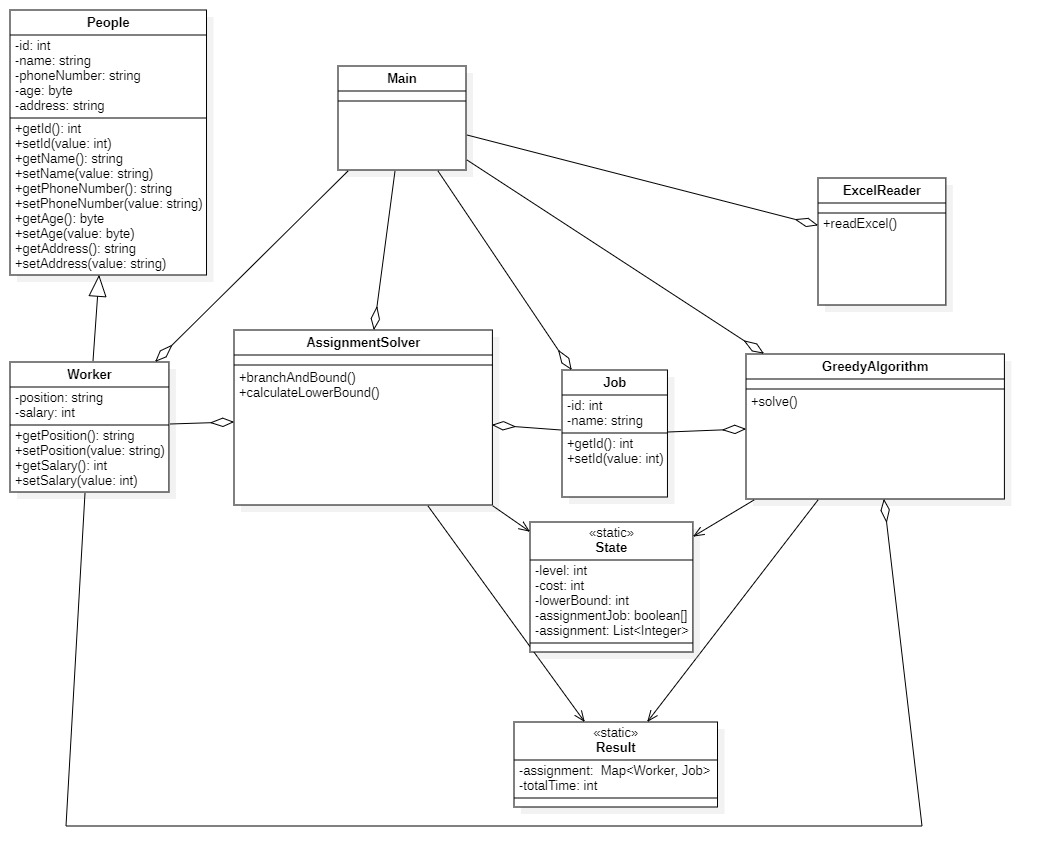 People
-id: int
-name: string
-phoneNumber: string
-age: byte
-address: string
+getId(): int
+setId(value: int)
+getName(): string
+setName(value: string)
+getPhoneNumber(): string
+setPhoneNumber(value: string)
+getAge(): byte
+setAge(value: byte)
+getAddress(): string
+setAddress(value: string)
Main
ExcelReader
+readExcel()
Worker
-position: string
-salary: int
+getPosition(): string
+setPosition(value: string)
+getSalary(): int
+setSalary(value: int)
AssignmentSolver
+branchAndBound()
+calculateLowerBound()
Job
-id: int
-name: string
+getId(): int
+setId(value: int)
GreedyAlgorithm
+solve()
«static»
State
-level: int
-cost: int
-lowerBound: int
-assignmentJob: boolean[]
-assignment: List<Integer>
«static»
Result
-assignment:  Map<Worker, Job>
-totalTime: int